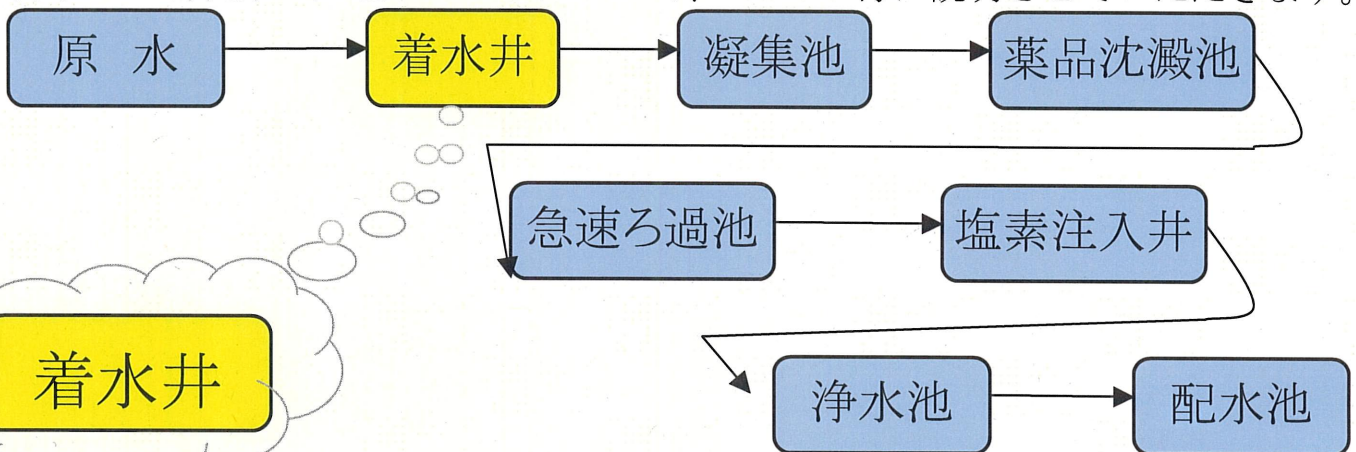 原 水
着水井
凝集池
薬品沈澱池
急速ろ過池
塩素注入井
着水井
浄水池
配水池